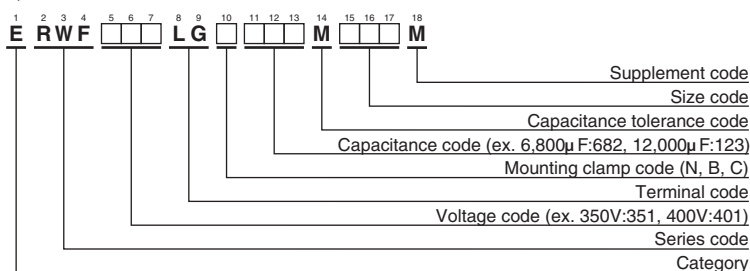 1 2 3 4 5 6 7 8 9 10 11 12 13 14 15 16 17 18
E RWF □□□ LG □ □□□ M □□□ M
Supplement code
Size code
Capacitance tolerance code
Capacitance code (ex. 6,800μF:682, 12,000μF:123)
Mounting clamp code (N, B, C)
Terminal code
Voltage code (ex. 350V:351, 400V:401)
Series code
Category